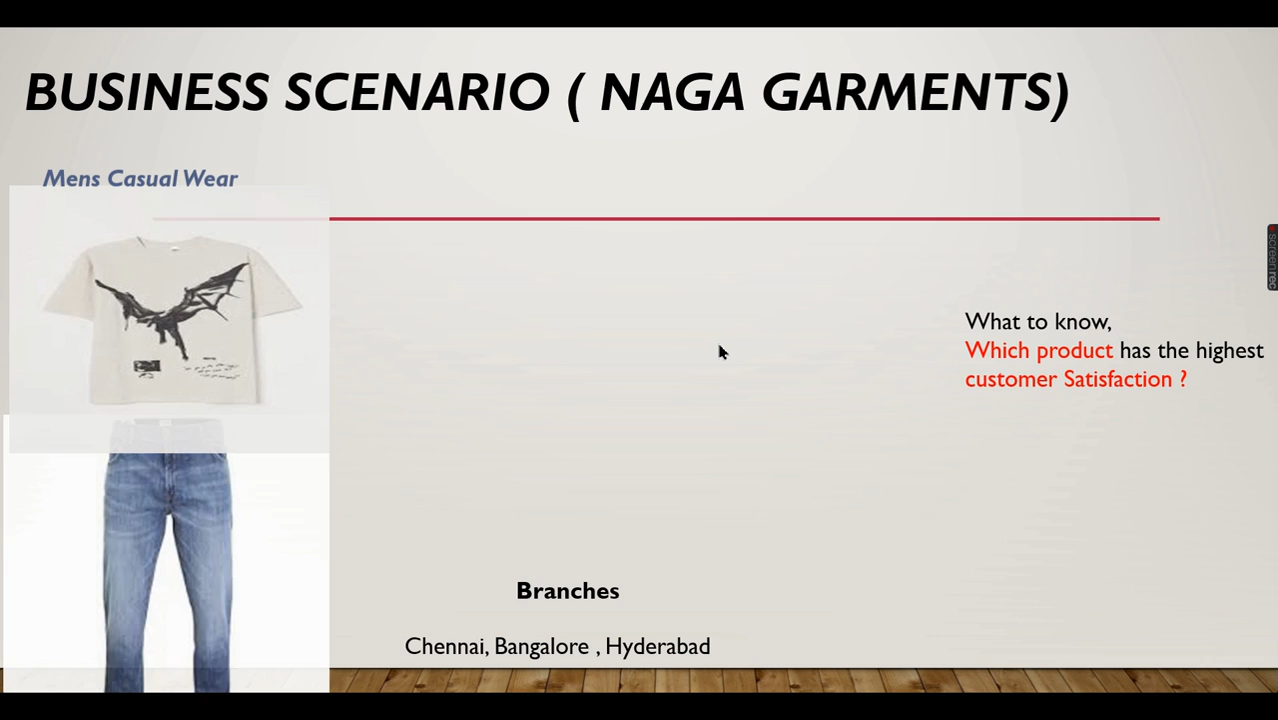 BUSINESS SCENARIO ( NAGA GARMENTS)
Mens Casual Wear
What to know,
Which product has the highest
customer Satisfaction ?
Branches
Chennai, Bangalore , Hyderabad
screenrec